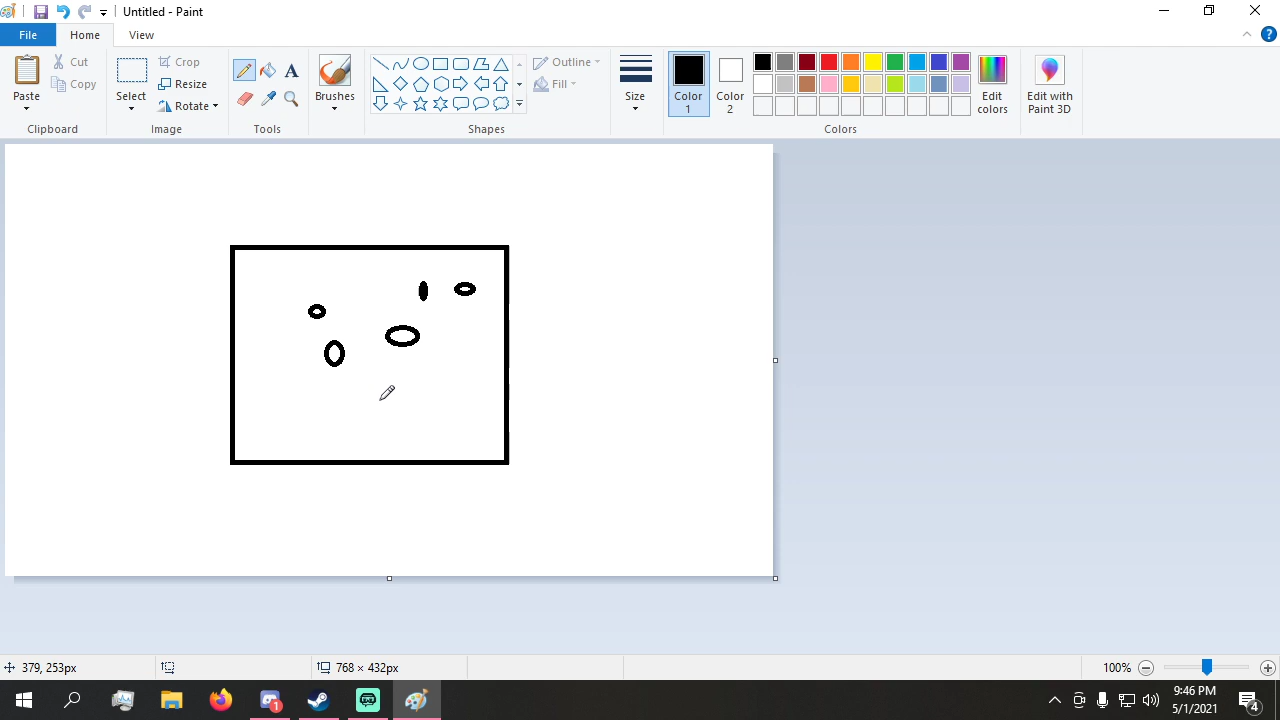 Untitled - Paint
File
Home
View
Paste
Cut
Copy
Clipboard
Select
Crop
Resize
Rotate
Image
Tools
Brushes
Outline
Fill
Shapes
Size
Color 1
Color 2
Edit colors
Colors
Edit with Paint 3D
379, 253px
768 × 432px
100%
1
9:46 PM
5/1/2021
4